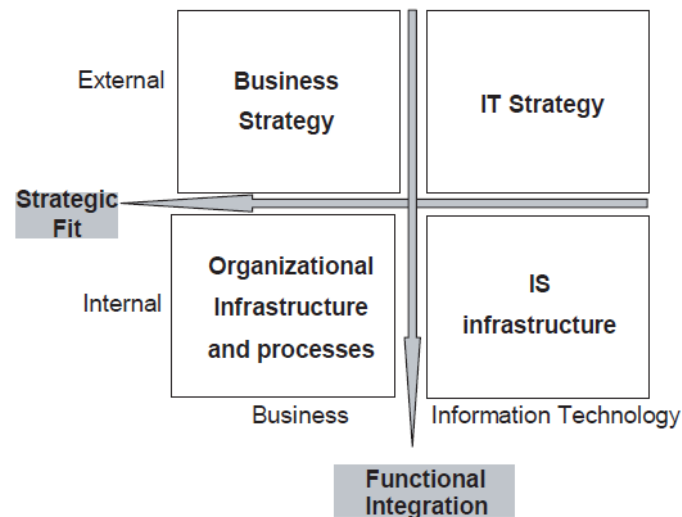 External
Business
Strategy
IT Strategy
Strategic
Fit
Internal
Organizational
Infrastructure
and processes
IS
infrastructure
Business
Information Technology
Functional
Integration